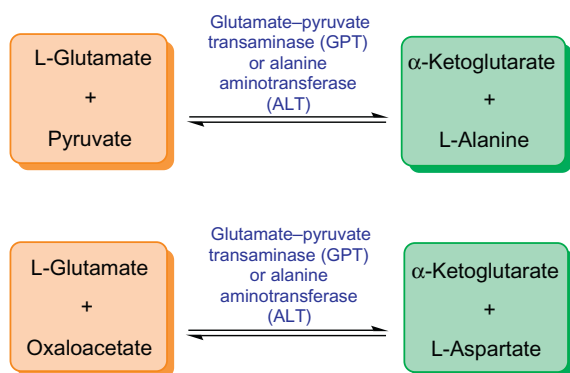 Glutamate–pyruvate
transaminase (GPT)
or alanine
aminotransferase
(ALT)
L-Glutamate
+
Pyruvate
α-Ketoglutarate
+
L-Alanine
Glutamate–pyruvate
transaminase (GPT)
or alanine
aminotransferase
(ALT)
L-Glutamate
+
Oxaloacetate
α-Ketoglutarate
+
L-Aspartate